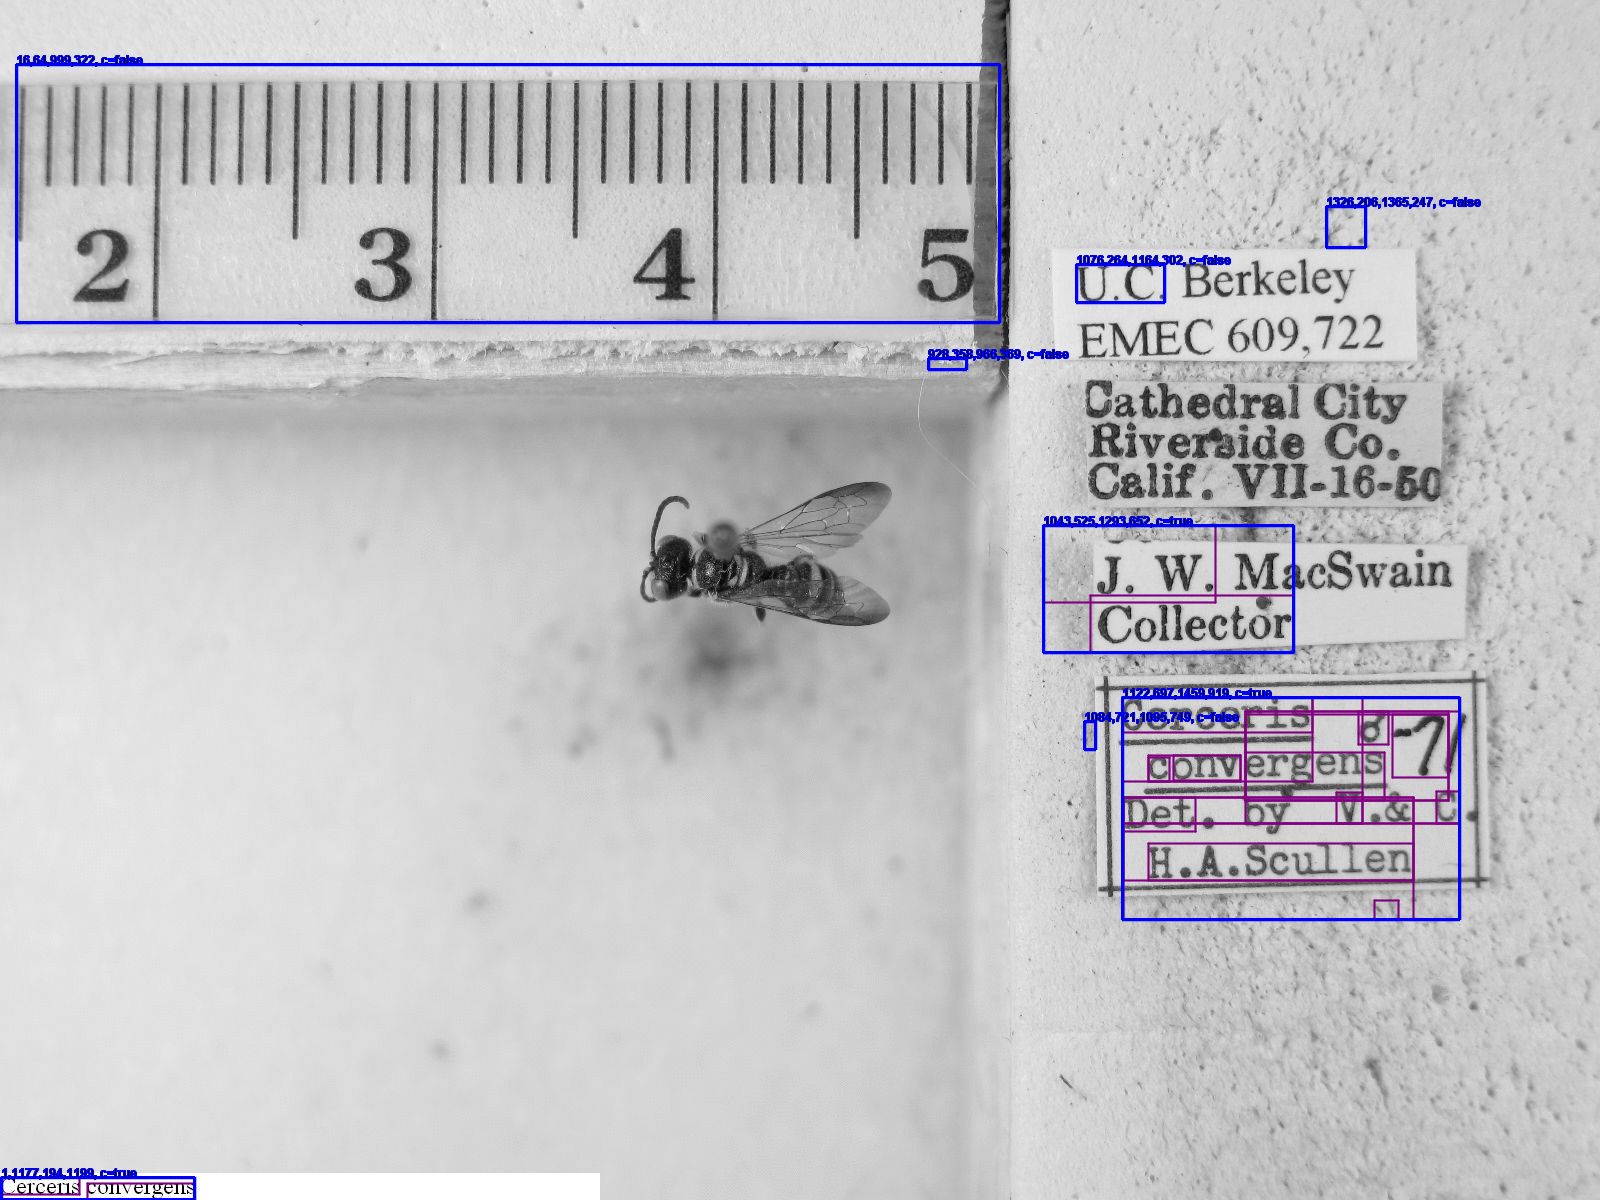 16,64,999,322, c=false
2 3 4 5
928,358,966,369, c=false
1326,206,1365,247, c=false
1076,264,1164,302, c=false
U.C. Berkeley
EMEC 609,722
Cathedral City
Riverside Co.
Calif. VII-16-50
1043,525,1293,652, c=true
J. W. MacSwain
Collector
1122,697,1459,919, c=true
1084,721,1095,749, c=false
Cerceris
convergens
-71
Det. by V.& C.
H.A.Scullen
1,1177,194,1199, c=true
Cerceris convergens